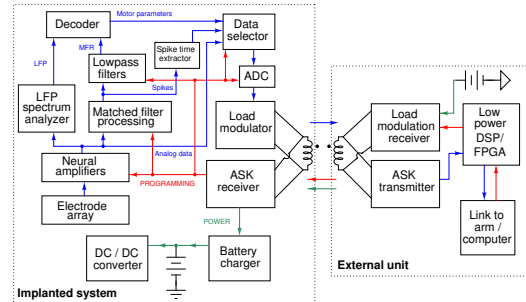 Motor parameters
Decoder
Data
selector
Spike time
extractor
LFP
MFR
Spikes
Lowpass
filters
ADC
LFP
spectrum
analyzer
Matched filter
processing
Load
modulator
Load
modulation
receiver
Low
power
DSP/
FPGA
Analog data
Neural
amplifiers
PROGRAMMING
ASK
receiver
ASK
transmitter
Electrode
array
POWER
Link to
arm /
computer
DC / DC
converter
Battery
charger
Implanted system
External unit